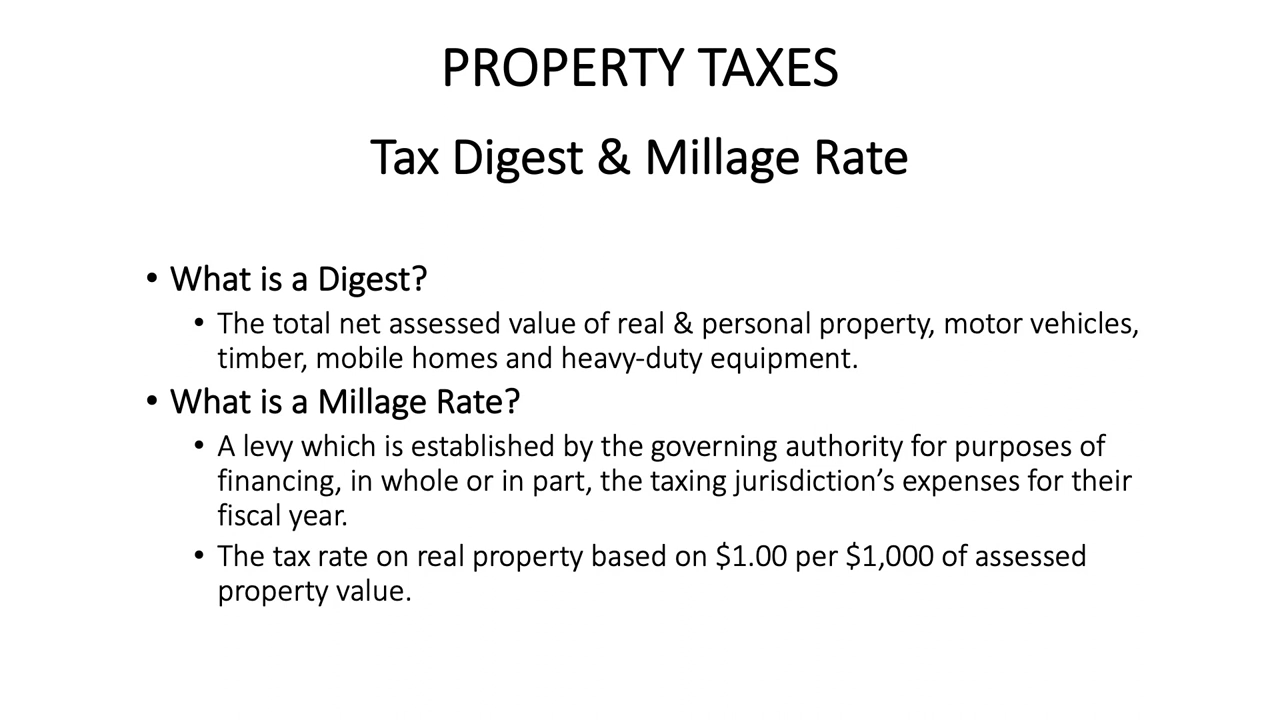 PROPERTY TAXES
Tax Digest & Millage Rate
• What is a Digest?
• The total net assessed value of real & personal property, motor vehicles,
timber, mobile homes and heavy-duty equipment.
• What is a Millage Rate?
• A levy which is established by the governing authority for purposes of
financing, in whole or in part, the taxing jurisdiction’s expenses for their
fiscal year.
• The tax rate on real property based on $1.00 per $1,000 of assessed
property value.